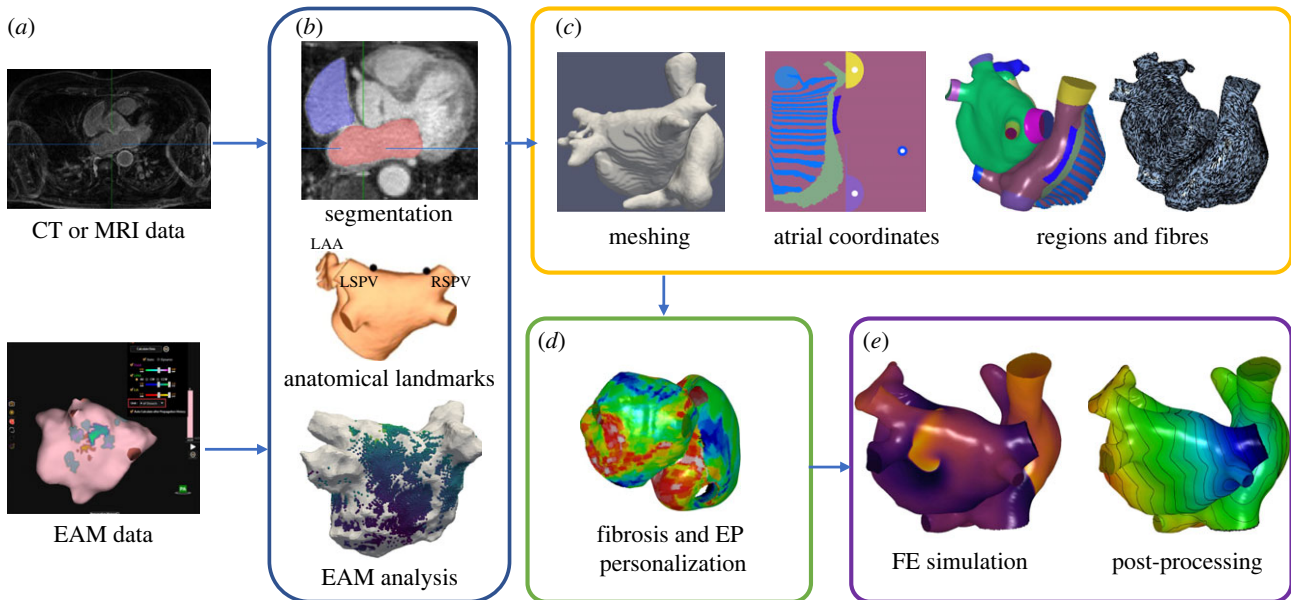 (a)
CT or MRI data
EAM data
(b)
segmentation
LAA
LSPV
RSPV
anatomical landmarks
EAM analysis
(c)
meshing
atrial coordinates
regions and fibres
(d)
fibrosis and EP
personalization
(e)
FE simulation
post-processing